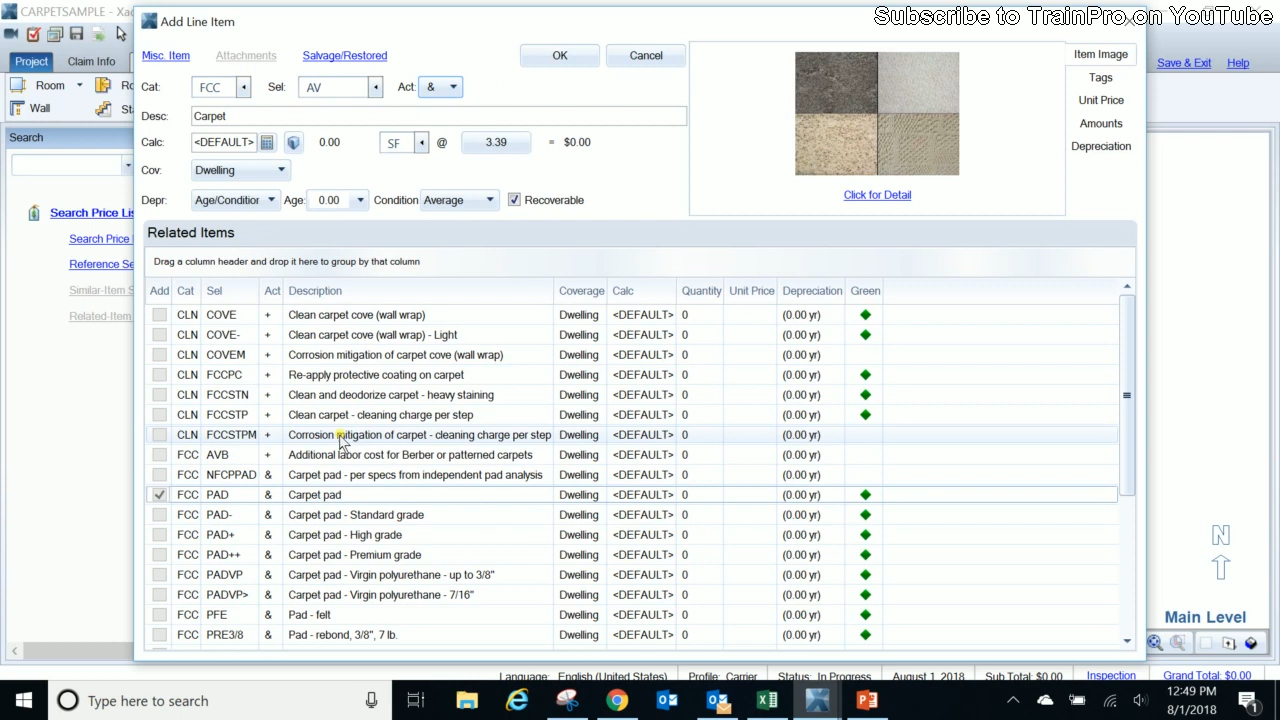 CARPETSAMPLE - Xac
Add Line Item
Subscribe to TrainPro on YouTube
Misc. Item
Attachments
Salvage/Restored
OK
Cancel
Item Image
Project
Claim Info
Save & Exit
Help
Tags
Room
Cat:
FCC
Sel:
AV
Act:
&
Unit Price
Wall
Desc:
Carpet
Amounts
Search
Calc:
<DEFAULT>
0.00
SF
@
3.39
=
$0.00
Depreciation
Cov:
Dwelling
Depr:
Age/Condition
Age:
0.00
Condition
Average
Recoverable
Click for Detail
Search Price Lis
Related Items
Search Price
Drag a column header and drop it here to group by that column
Reference Se
Add Cat Sel Act Description Coverage Calc Quantity Unit Price Depreciation Green
Similar-Item S
Related-Item
CLN COVE + Clean carpet cove (wall wrap) Dwelling <DEFAULT> 0 (0.00 yr)
CLN COVE- + Clean carpet cove (wall wrap) - Light Dwelling <DEFAULT> 0 (0.00 yr)
CLN COVEM + Corrosion mitigation of carpet cove (wall wrap) Dwelling <DEFAULT> 0 (0.00 yr)
CLN FCCPC + Re-apply protective coating on carpet Dwelling <DEFAULT> 0 (0.00 yr)
CLN FCCSTN + Clean and deodorize carpet - heavy staining Dwelling <DEFAULT> 0 (0.00 yr)
CLN FCCSTP + Clean carpet - cleaning charge per step Dwelling <DEFAULT> 0 (0.00 yr)
CLN FCCSTPM + Corrosion mitigation of carpet - cleaning charge per step Dwelling <DEFAULT> 0 (0.00 yr)
FCC AVB + Additional labor cost for Berber or patterned carpets Dwelling <DEFAULT> 0 (0.00 yr)
FCC NFCPPAD & Carpet pad - per specs from independent pad analysis Dwelling <DEFAULT> 0 (0.00 yr)
FCC PAD & Carpet pad Dwelling <DEFAULT> 0 (0.00 yr)
FCC PAD- & Carpet pad - Standard grade Dwelling <DEFAULT> 0 (0.00 yr)
FCC PAD+ & Carpet pad - High grade Dwelling <DEFAULT> 0 (0.00 yr)
FCC PAD++ & Carpet pad - Premium grade Dwelling <DEFAULT> 0 (0.00 yr)
FCC PADVP & Carpet pad - Virgin polyurethane - up to 3/8" Dwelling <DEFAULT> 0 (0.00 yr)
FCC PADVP> & Carpet pad - Virgin polyurethane - 7/16" Dwelling <DEFAULT> 0 (0.00 yr)
FCC PFE & Pad - felt Dwelling <DEFAULT> 0 (0.00 yr)
FCC PRE3/8 & Pad - rebond, 3/8", 7 lb. Dwelling <DEFAULT> 0 (0.00 yr)
N
Main Level
Language: English (United States)
Profile: Carrier
Status: In Progress
August 1, 2018
Sub Total: $0.00
Inspection
Grand Total: $0.00
Type here to search
12:49 PM
8/1/2018
1